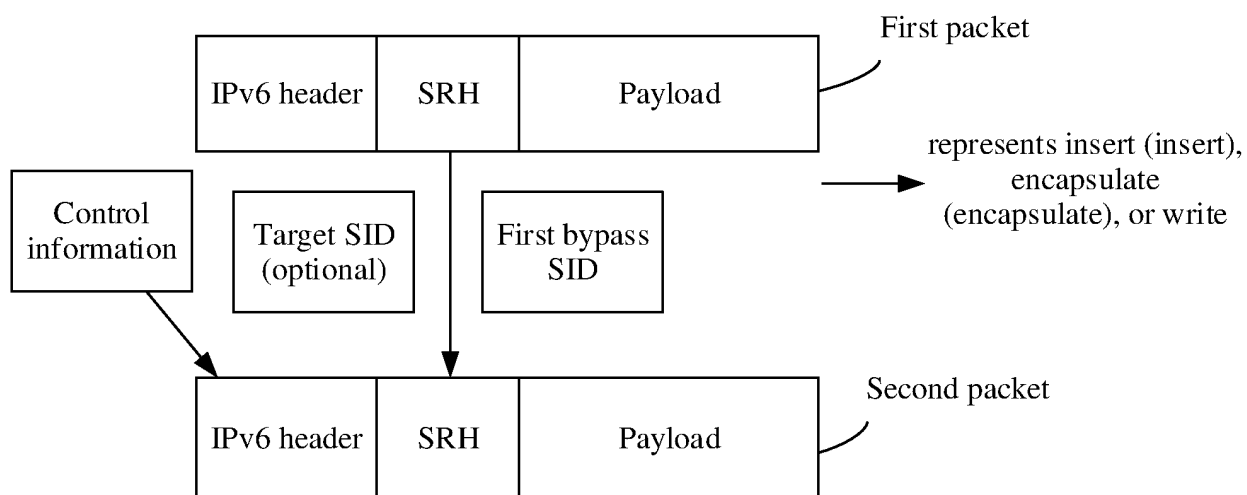 First packet
IPv6 header
SRH
Payload
represents insert (insert),
encapsulate
(encapsulate), or write
Control
information
Target SID
(optional)
First bypass
SID
Second packet
IPv6 header
SRH
Payload